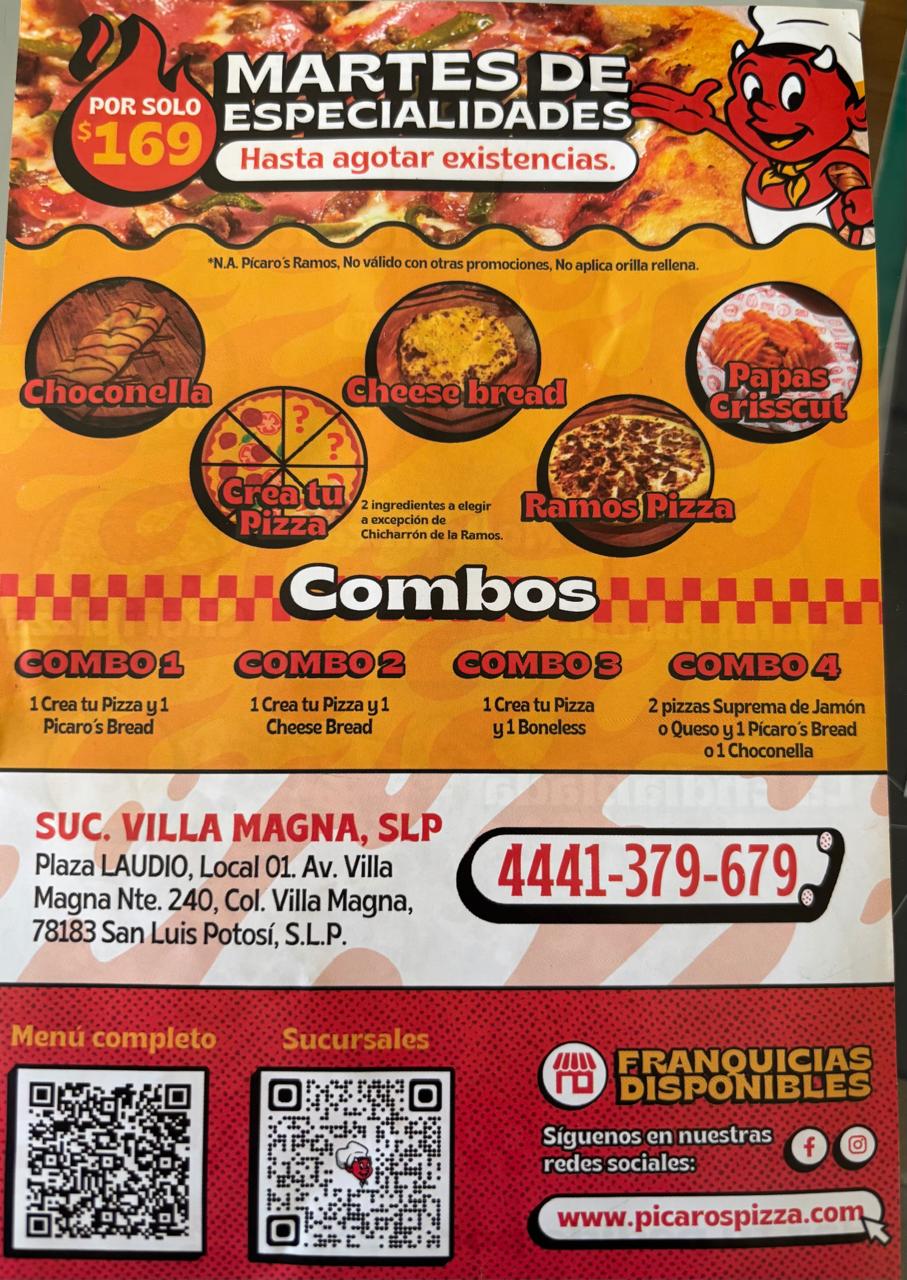 MARTES DE
ESPECIALIDADES
POR SOLO
$169
Hasta agotar existencias.
*N.A. Pícaro´s Ramos, No válido con otras promociones, No aplica orilla rellena.
Choconella
Cheese bread
Papas
Crisscut
Crea tu
Pizza
? ?
2 ingredientes a elegir
a excepción de
Chicharrón de la Ramos.
Ramos Pizza
Combos
COMBO 1
1 Crea tu Pizza y 1
Picaro´s Bread
COMBO 2
1 Crea tu Pizza y 1
Cheese Bread
COMBO 3
1 Crea tu Pizza
y 1 Boneless
COMBO 4
2 pizzas Suprema de Jamón
o Queso y 1 Pícaro´s Bread
o 1 Choconella
SUC. VILLA MAGNA, SLP
Plaza LAUDIO, Local 01. Av. Villa
Magna Nte. 240, Col. Villa Magna,
78183 San Luis Potosí, S.L.P.
4441-379-679
Menú completo
Sucursales
FRANQUICIAS
DISPONIBLES
Síguenos en nuestras
redes sociales:
www.picarospizza.com